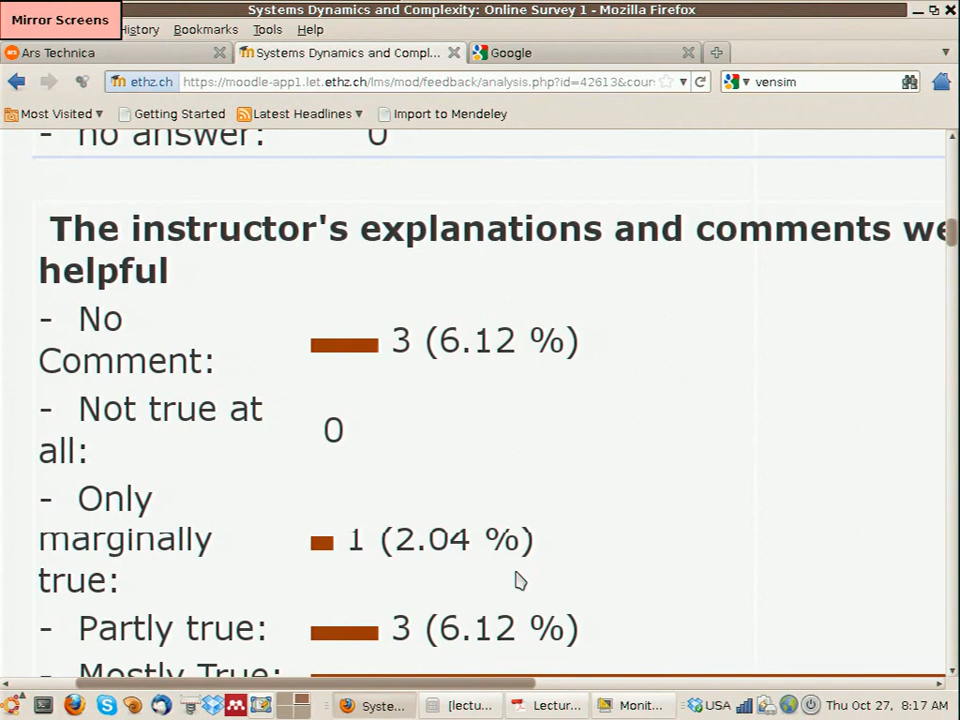 Systems Dynamics and Complexity: Online Survey 1 - Mozilla Firefox
Mirror Screens
History Bookmarks Tools Help
Ars Technica Systems Dynamics and Compl... Google
ethz.ch https://moodle-app1.let.ethz.ch/lms/mod/feedback/analysis.php?id=42613&cour vensim
Most Visited Getting Started Latest Headlines Import to Mendeley
- no answer: 0
The instructor's explanations and comments we
helpful
- No
Comment: 3 (6.12 %)
- Not true at
all: 0
- Only
marginally 1 (2.04 %)
true:
- Partly true: 3 (6.12 %)
- Mostly True:
Syste... [lectu... Lectur... Monit... USA Thu Oct 27, 8:17 AM